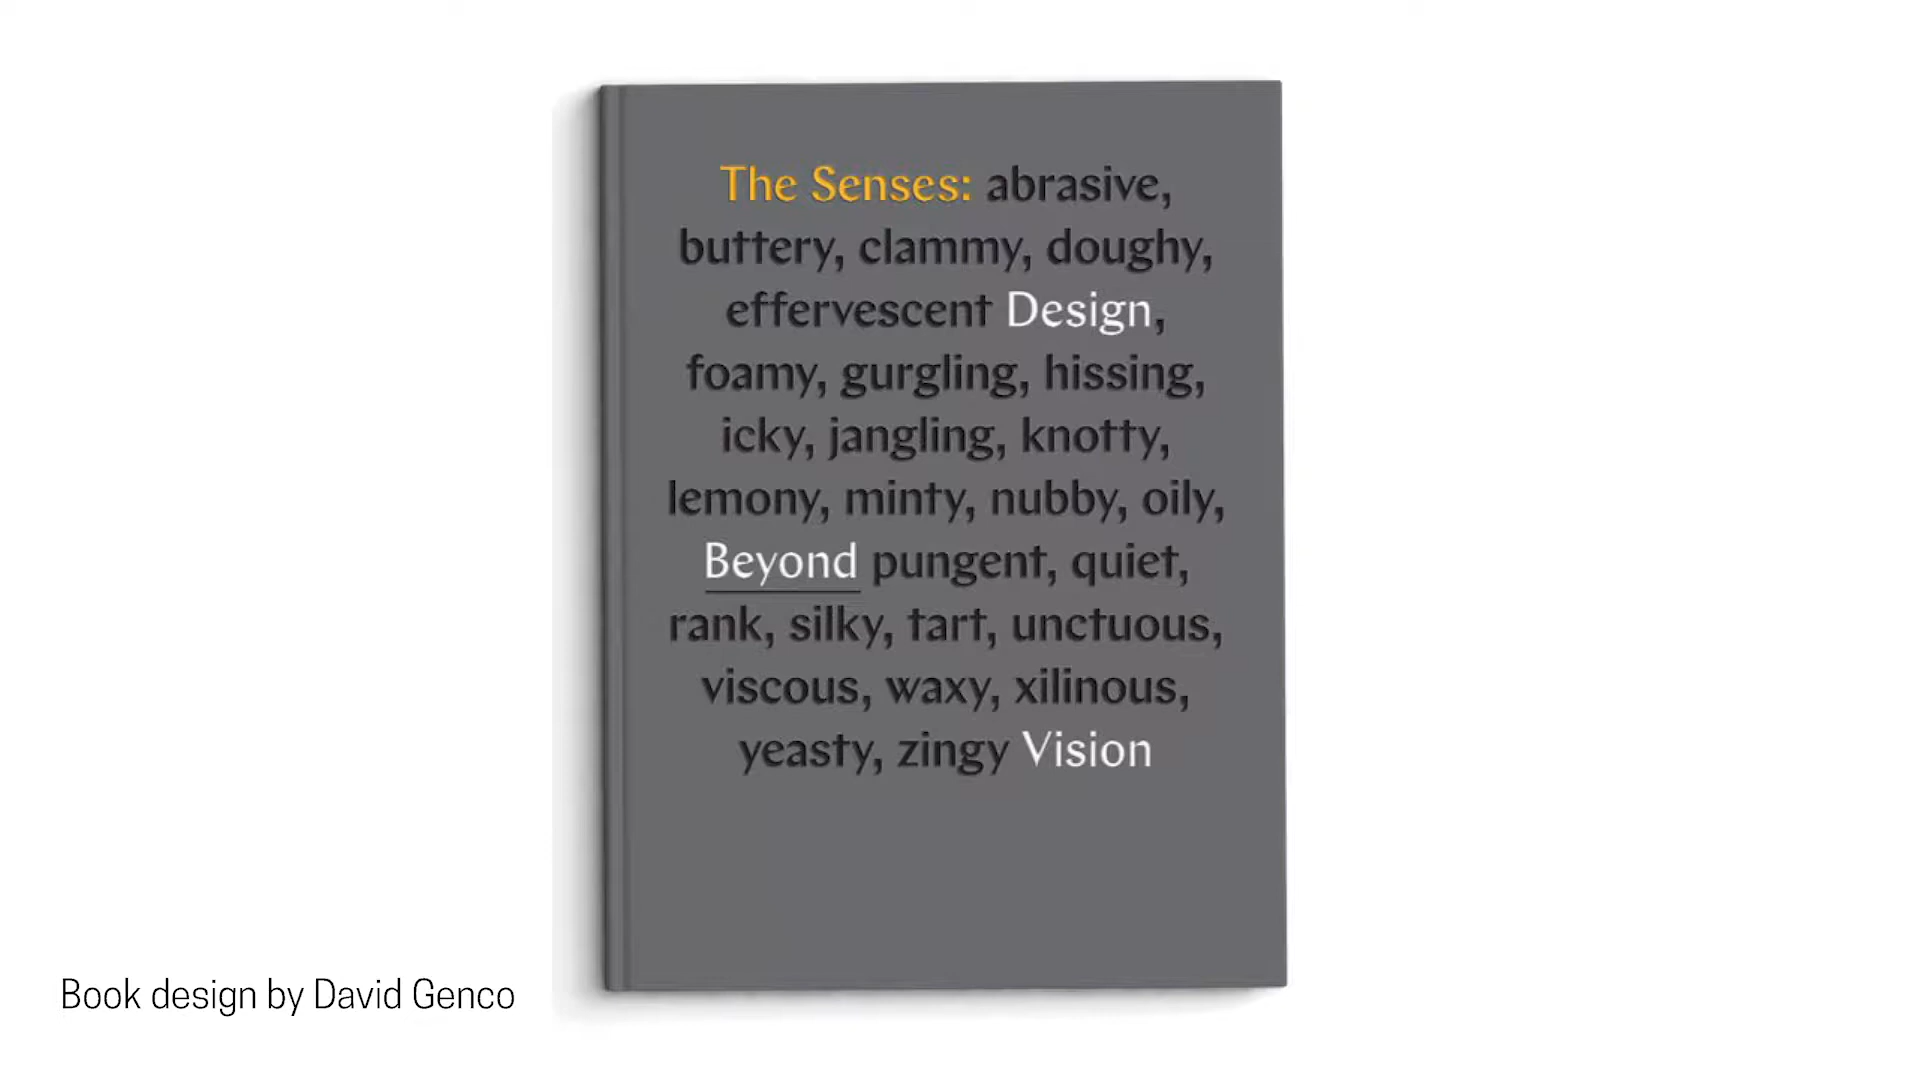 The Senses: abrasive,
buttery, clammy, doughy,
effervescent Design,
foamy, gurgling, hissing,
icky, jangling, knotty,
lemony, minty, nubby, oily,
Beyond pungent, quiet,
rank, silky, tart, unctuous,
viscous, waxy, xilinous,
yeasty, zingy Vision
Book design by David Genco